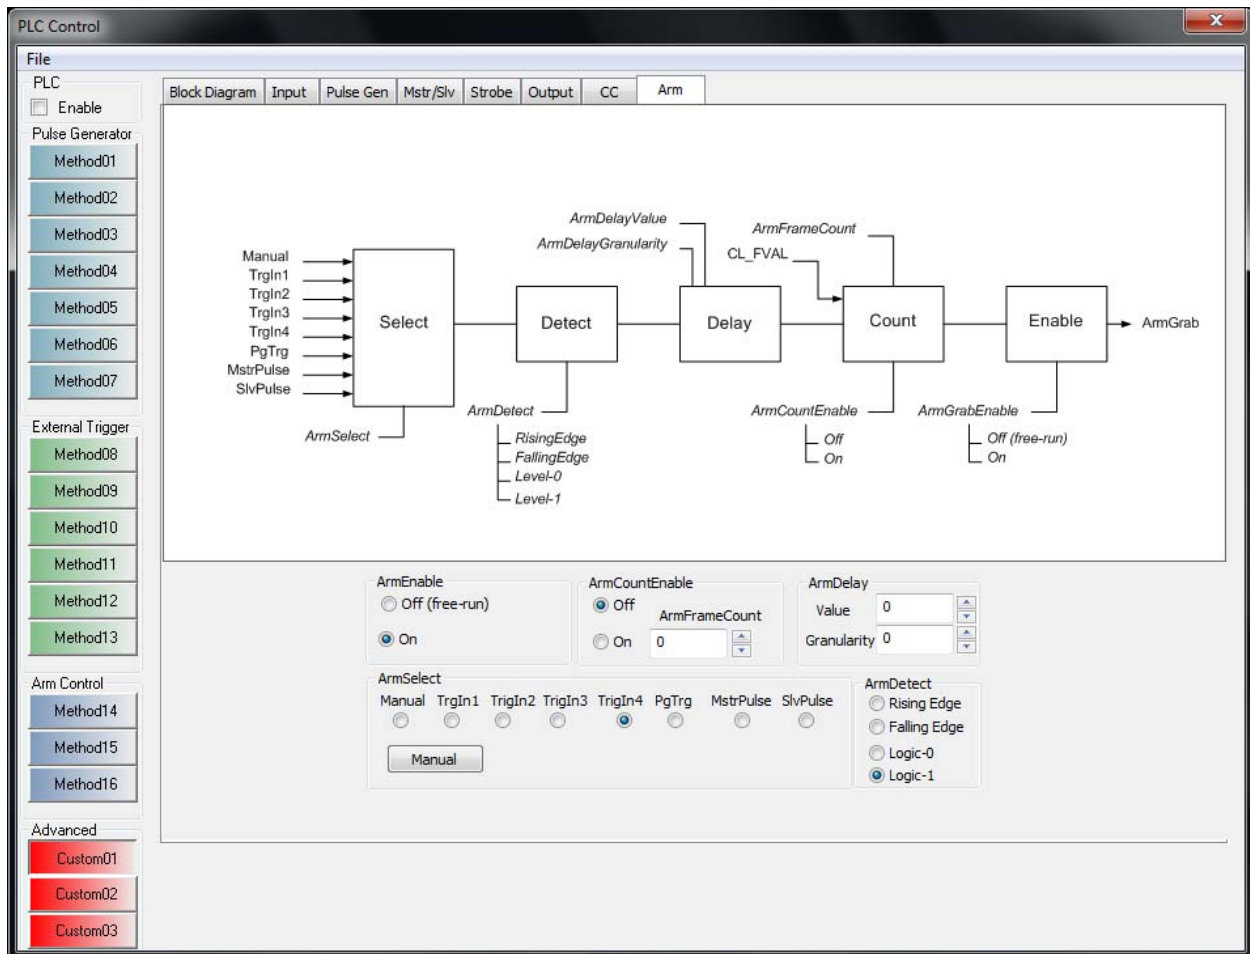 PLC Control
File
PLC
Enable
Pulse Generator
Method01
Method02
Method03
Method04
Method05
Method06
Method07
External Trigger
Method08
Method09
Method10
Method11
Method12
Method13
Arm Control
Method14
Method15
Method16
Advanced
Custom01
Custom02
Custom03
Block Diagram Input Pulse Gen Mstr/Slv Strobe Output CC Arm
Manual
TrgIn1
TrgIn2
TrgIn3
TrgIn4
PgTrg
MstrPulse
SlvPulse
Select
ArmSelect
Detect
ArmDetect
RisingEdge
FallingEdge
Level-0
Level-1
ArmDelayValue
ArmDelayGranularity
Delay
ArmFrameCount
CL_FVAL
Count
ArmCountEnable
Off
On
Enable
ArmGrabEnable
Off (free-run)
On
ArmGrab
ArmEnable
Off (free-run)
On
ArmCountEnable
Off
ArmFrameCount
On 0
ArmDelay
Value 0
Granularity 0
ArmSelect
Manual TrgIn1 TrigIn2 TrigIn3 TrigIn4 PgTrg MstrPulse SlvPulse
Manual
ArmDetect
Rising Edge
Falling Edge
Logic-0
Logic-1